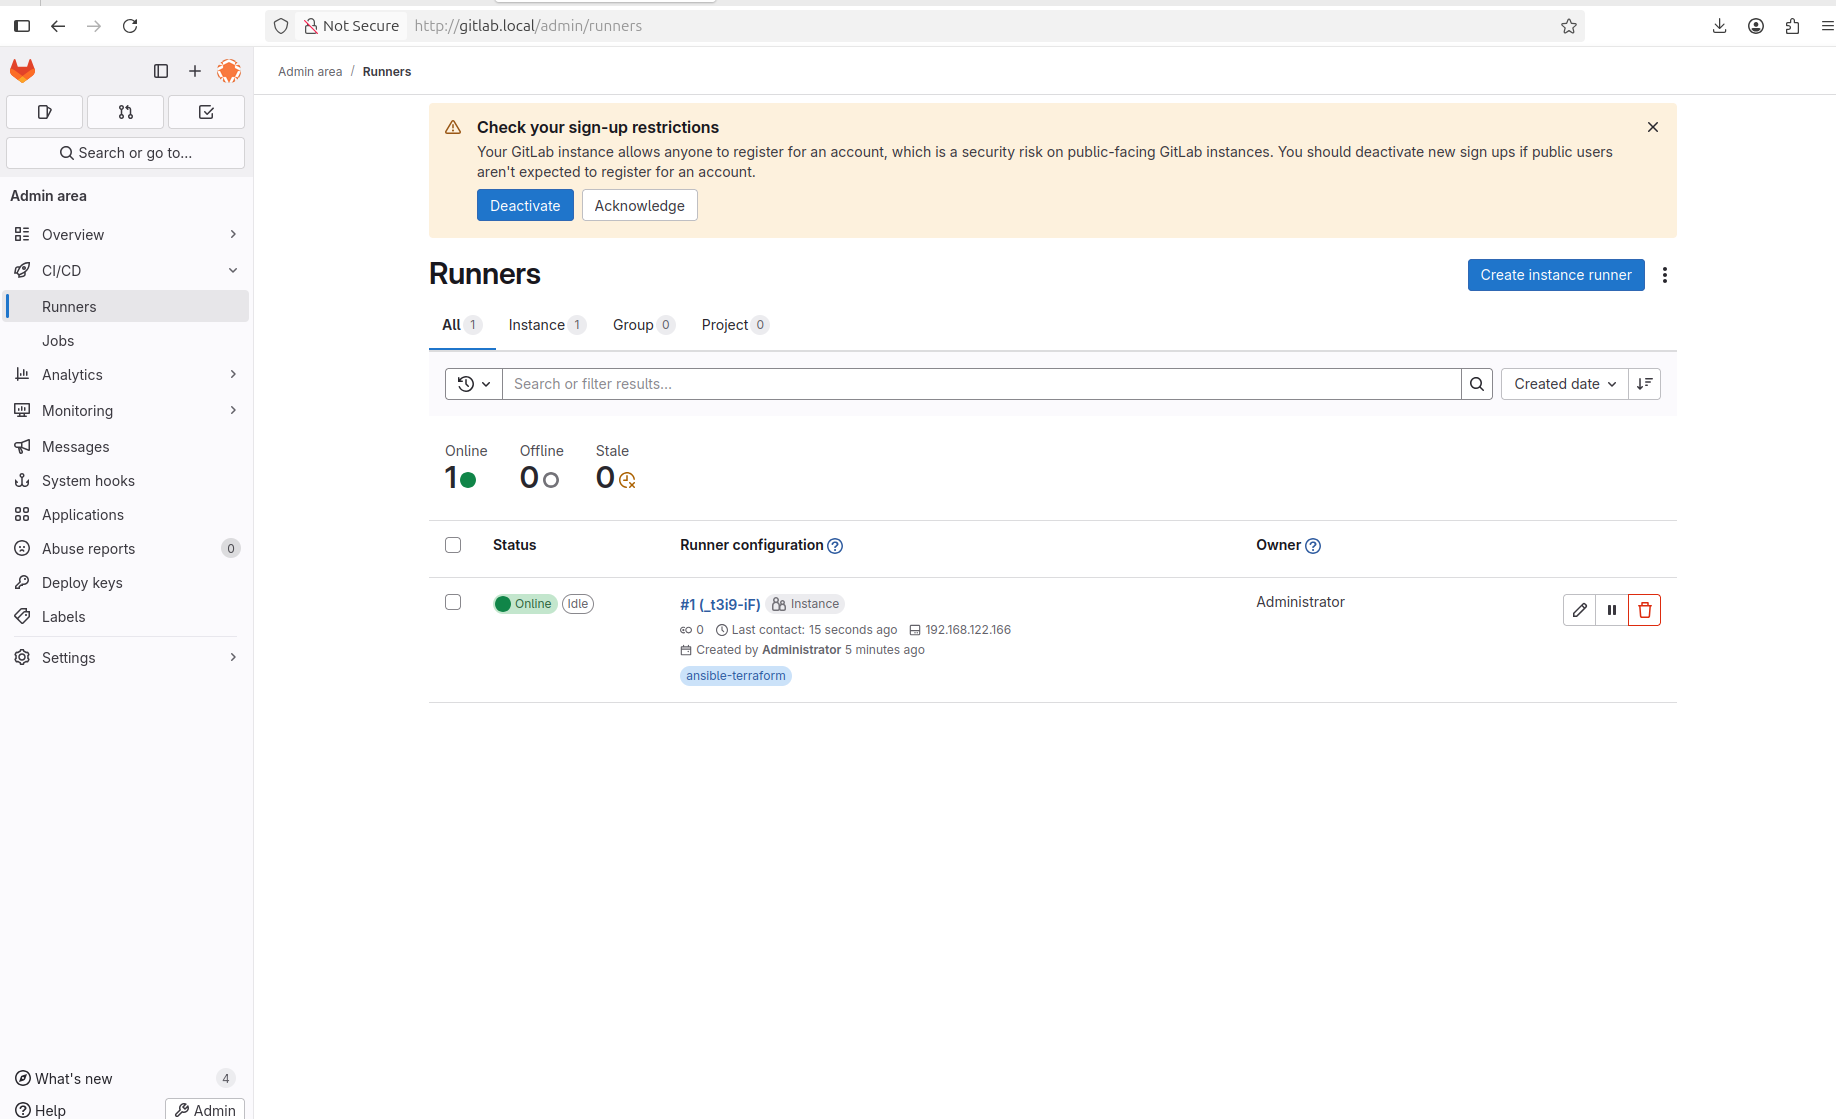 Not Secure http://gitlab.local/admin/runners
Search or go to...
Admin area
Overview
CI/CD
Runners
Jobs
Analytics
Monitoring
Messages
System hooks
Applications
Abuse reports 0
Deploy keys
Labels
Settings
What's new 4
Help Admin
Admin area / Runners
Check your sign-up restrictions
Your GitLab instance allows anyone to register for an account, which is a security risk on public-facing GitLab instances. You should deactivate new sign ups if public users
aren't expected to register for an account.
Deactivate Acknowledge
Runners Create instance runner
All 1 Instance 1 Group 0 Project 0
Search or filter results... Created date
Online Offline Stale
1 0 0
Status Runner configuration Owner
Online Idle #1 (_t3i9-iF) Instance Administrator
0 Last contact: 15 seconds ago 192.168.122.166
Created by Administrator 5 minutes ago
ansible-terraform